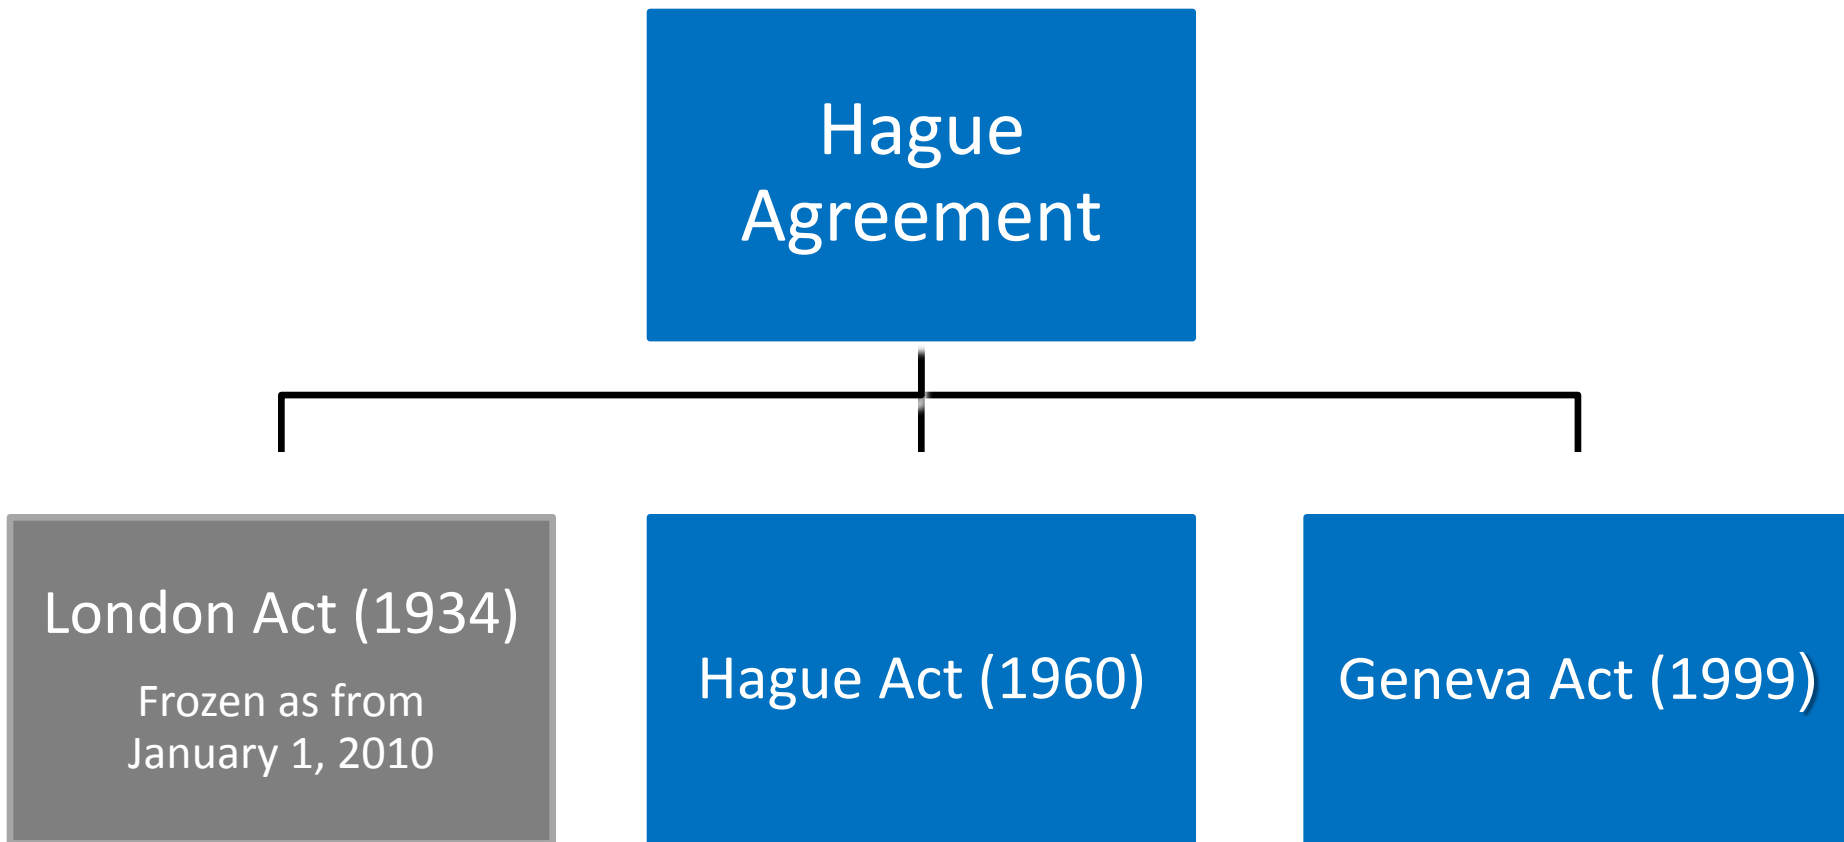 Hague
Agreement
London Act (1934)
Frozen as from
January 1, 2010
Hague Act (1960)
Geneva Act (1999)